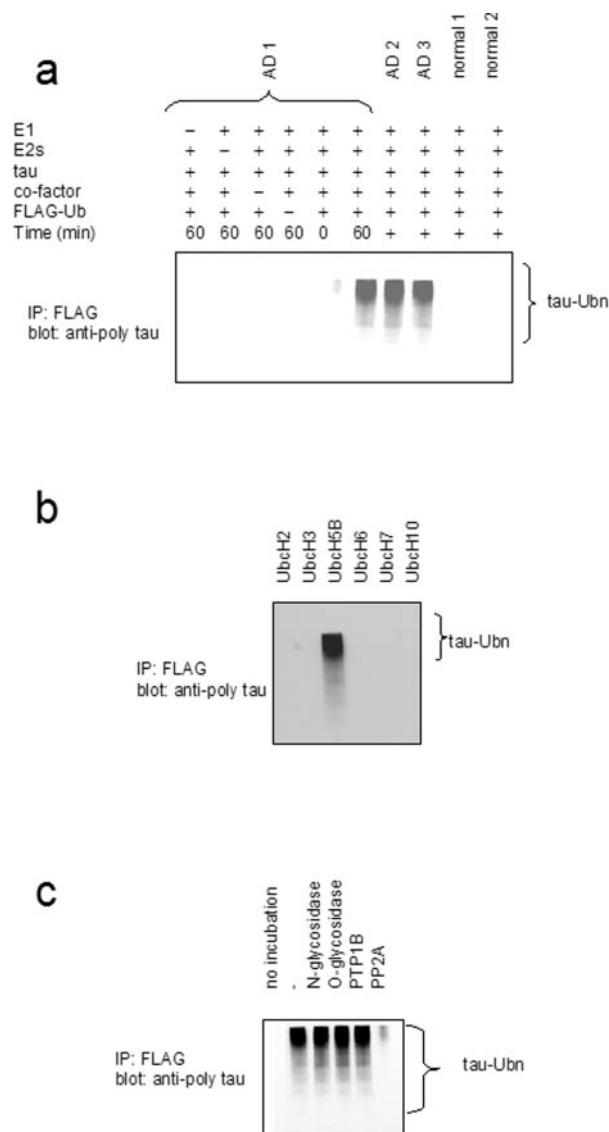 a
AD 1
AD 2
AD 3
normal 1
normal 2
E1 – + + + + + + + + +
E2s + – + + + + + + + +
tau + + + + + + + + + +
co-factor + + – + + + + + + +
FLAG-Ub + + + – + + + + + +
Time (min) 60 60 60 60 0 60 + + + +
IP: FLAG
blot: anti-poly tau
tau-Ubn
b
UbcH2
UbcH3
UbcH5B
UbcH6
UbcH7
UbcH10
IP: FLAG
blot: anti-poly tau
tau-Ubn
c
no incubation
-
N-glycosidase
O-glycosidase
PTP1B
PP2A
IP: FLAG
blot: anti-poly tau
tau-Ubn